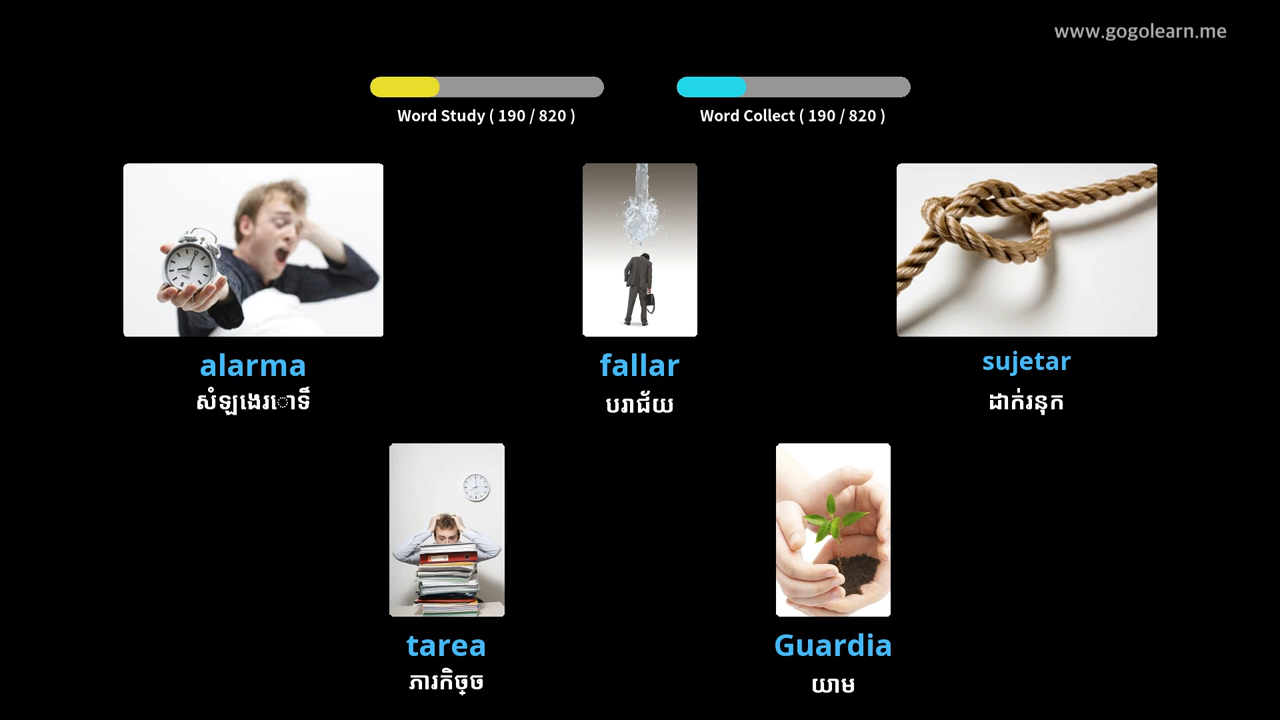 www.gogolearn.me
Word Study ( 190 / 820 )
Word Collect ( 190 / 820 )
alarma
សំឡេងរោទិ៍
fallar
បរាជ័យ
sujetar
ដាក់រនុក
tarea
ភារកិច្ច
Guardia
យាម